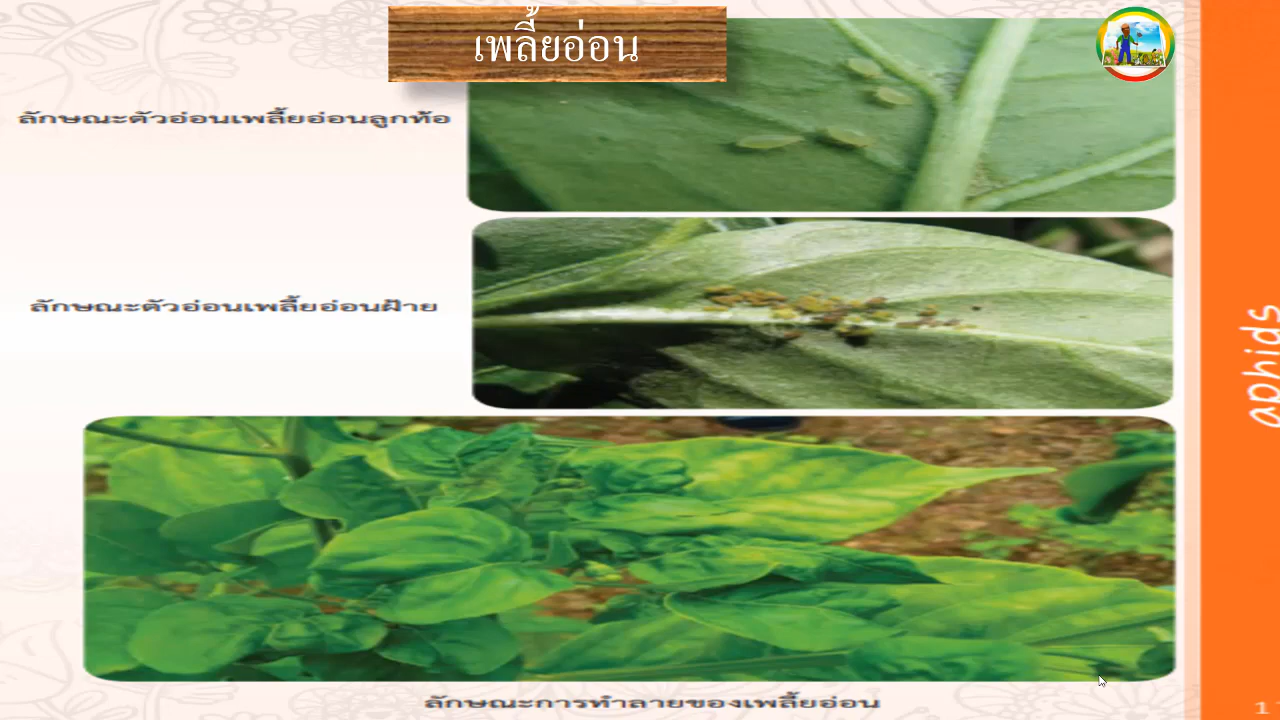 เพลี้ยอ่อน
ลักษณะตัวอ่อนเพลี้ยอ่อนลูกท้อ
ลักษณะตัวอ่อนเพลี้ยอ่อนฝ้าย
ลักษณะการทำลายของเพลี้ยอ่อน
aphids